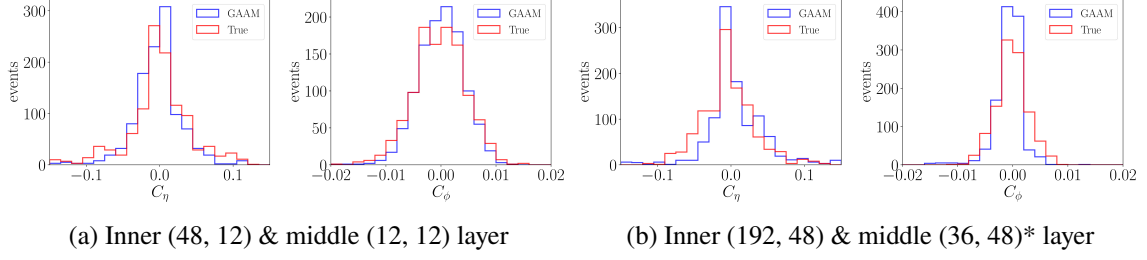 GAAM
True
events
300
200
100
0
−0.1
0.0
0.1
C_η
GAAM
True
events
200
150
100
50
0
−0.02
−0.01
0.00
0.01
0.02
C_ϕ
(a) Inner (48, 12) & middle (12, 12) layer
GAAM
True
events
300
200
100
0
−0.1
0.0
0.1
C_η
GAAM
True
events
400
300
200
100
0
−0.02
−0.01
0.00
0.01
0.02
C_ϕ
(b) Inner (192, 48) & middle (36, 48)* layer